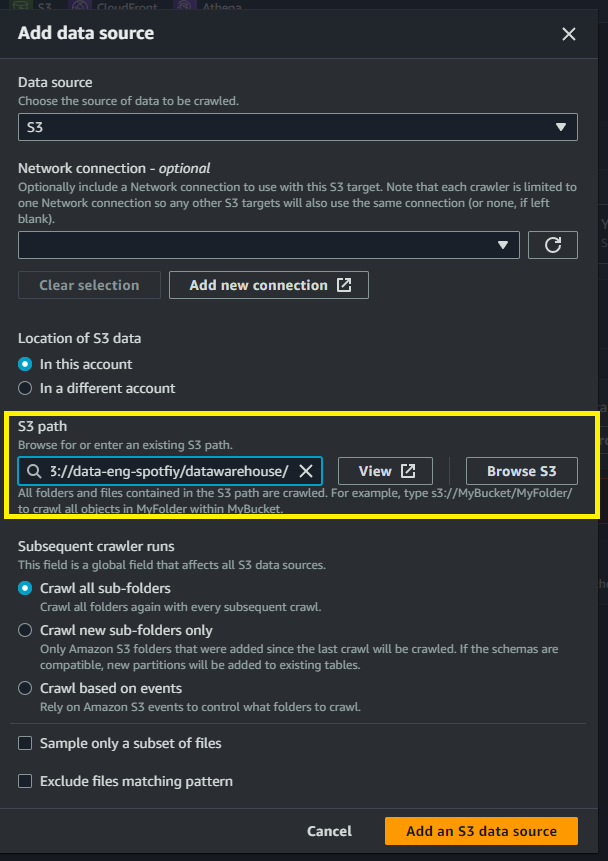 S3 CloudFront Athena
Add data source
Data source
Choose the source of data to be crawled.
S3
Network connection - optional
Optionally include a Network connection to use with this S3 target. Note that each crawler is limited to
one Network connection so any other S3 targets will also use the same connection (or none, if left
blank).
Clear selection Add new connection
Location of S3 data
In this account
In a different account
S3 path
Browse for or enter an existing S3 path.
3://data-eng-spotfiy/datawarehouse/ View Browse S3
All folders and files contained in the S3 path are crawled. For example, type s3://MyBucket/MyFolder/
to crawl all objects in MyFolder within MyBucket.
Subsequent crawler runs
This field is a global field that affects all S3 data sources.
Crawl all sub-folders
Crawl all folders again with every subsequent crawl.
Crawl new sub-folders only
Only Amazon S3 folders that were added since the last crawl will be crawled. If the schemas are
compatible, new partitions will be added to existing tables.
Crawl based on events
Rely on Amazon S3 events to control what folders to crawl.
Sample only a subset of files
Exclude files matching pattern
Cancel Add an S3 data source